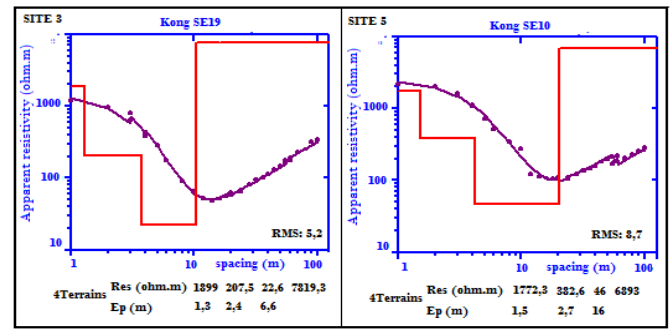 SITE 3
Kong SE19
Apparent resistivity (ohm.m)
1000
100
10
RMS: 5,2
1
10
100
spacing (m)
4Terrains
Res (ohm.m) 1899 207,5 22,6 7819,3
Ep (m) 1,3 2,4 6,6
SITE 5
Kong SE10
Apparent resistivity (ohm.m)
1000
100
10
RMS: 8,7
1
10
100
spacing (m)
4Terrains
Res (ohm.m) 1772,3 382,6 46 6893
Ep (m) 1,5 2,7 16